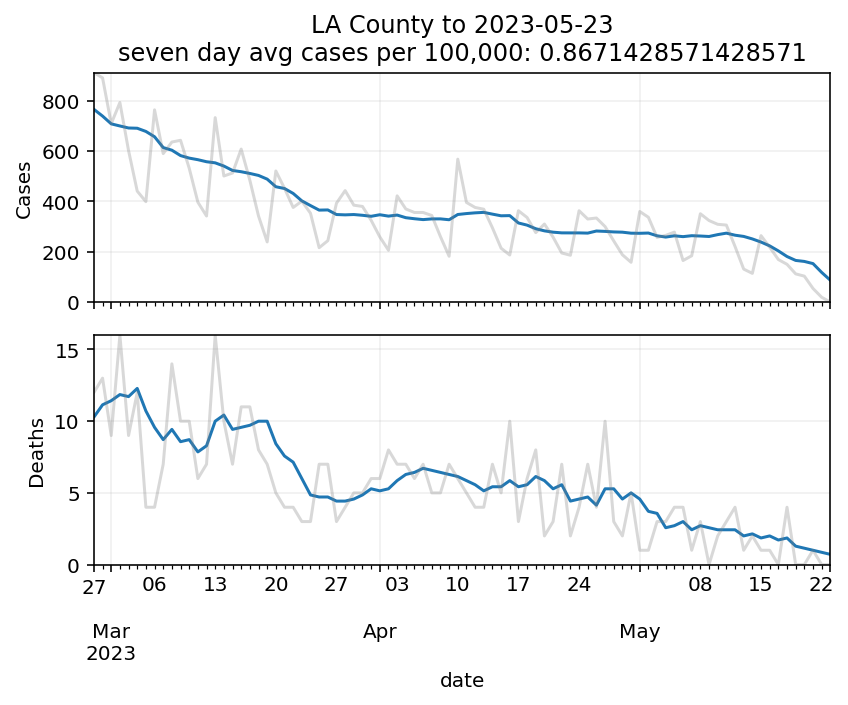 LA County to 2023-05-23
seven day avg cases per 100,000: 0.8671428571428571
800
600
400
200
0
Cases
15
10
5
0
Deaths
27 06 13 20 27 03 10 17 24 08 15 22
Mar Apr May
2023
date